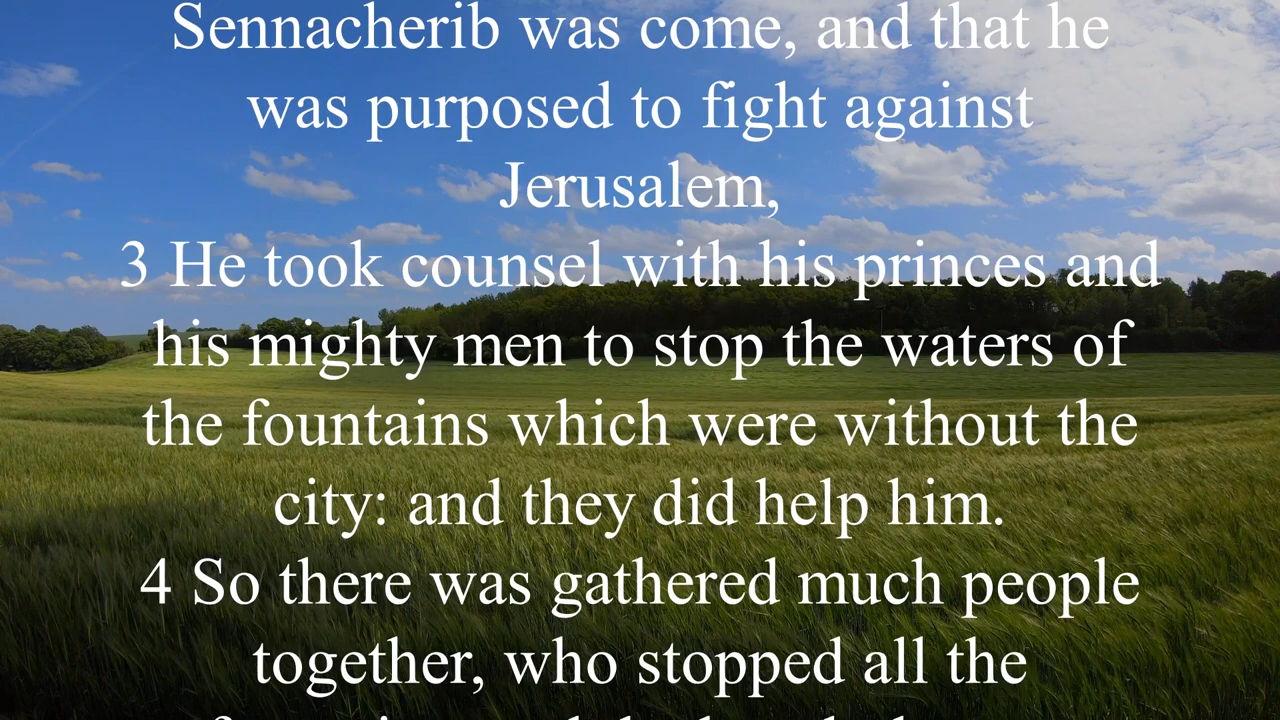 Sennacherib was come, and that he
was purposed to fight against
Jerusalem,
3 He took counsel with his princes and
his mighty men to stop the waters of
the fountains which were without the
city: and they did help him.
4 So there was gathered much people
together, who stopped all the